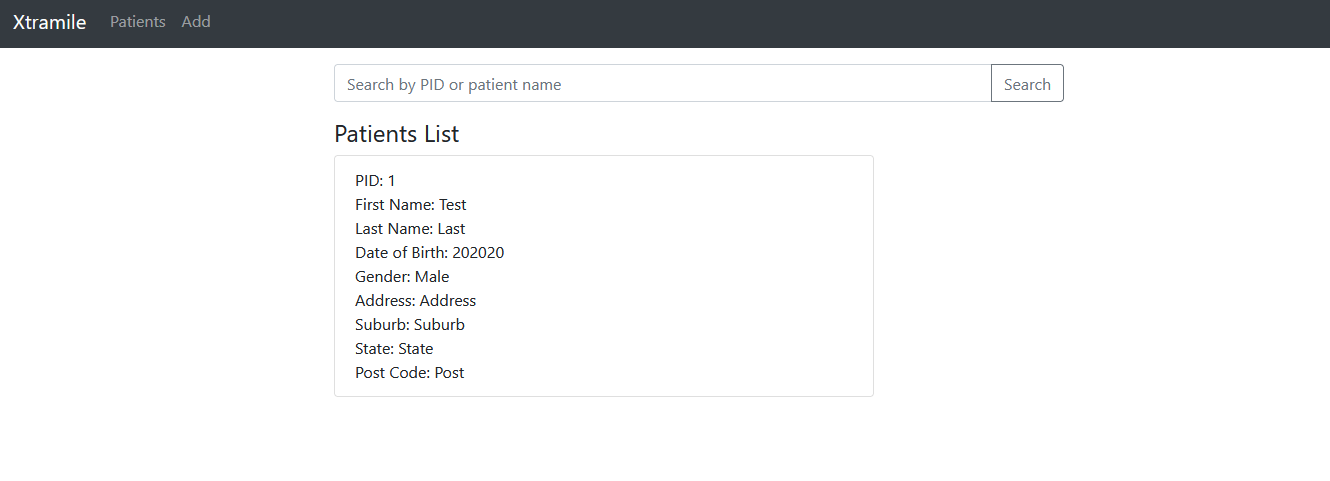 Xtramile Patients Add
Search by PID or patient name Search
Patients List
PID: 1
First Name: Test
Last Name: Last
Date of Birth: 202020
Gender: Male
Address: Address
Suburb: Suburb
State: State
Post Code: Post